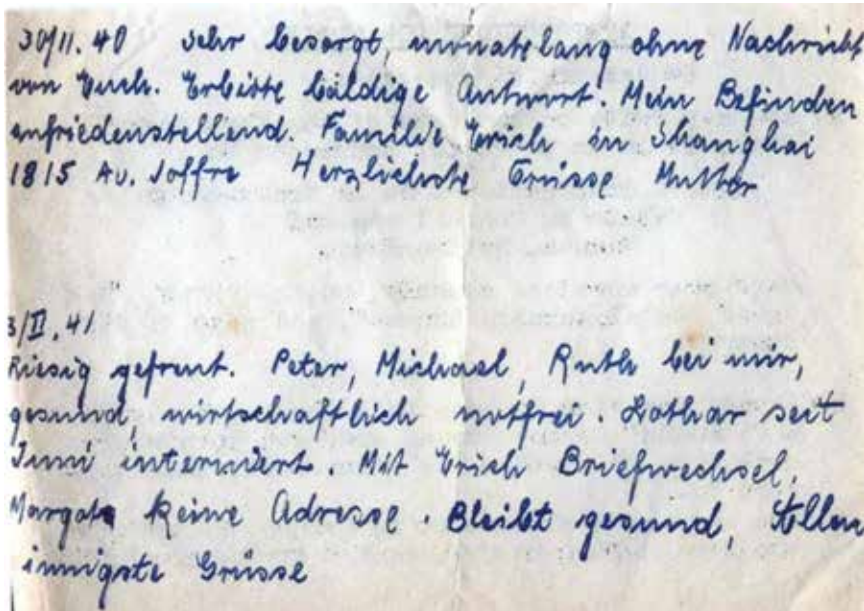 30/11. 40 Sehr besorgt, monatelang ohne Nachricht
von Euch. Erbitte baldige Antwort. Mein Befinden
zufriedenstellend. Familie Erich in Shanghai
1815 Av. Joffre Herzlichste Grüsse Mutter
3/II. 41
Riesig gefreut. Peter, Michael, Ruth bei mir,
gesund, wirtschaftlich notfrei. Lothar seit
Juni interniert. Mit Erich Briefwechsel.
Margots keine Adresse. Bleibt gesund, Allen
innigste Grüsse